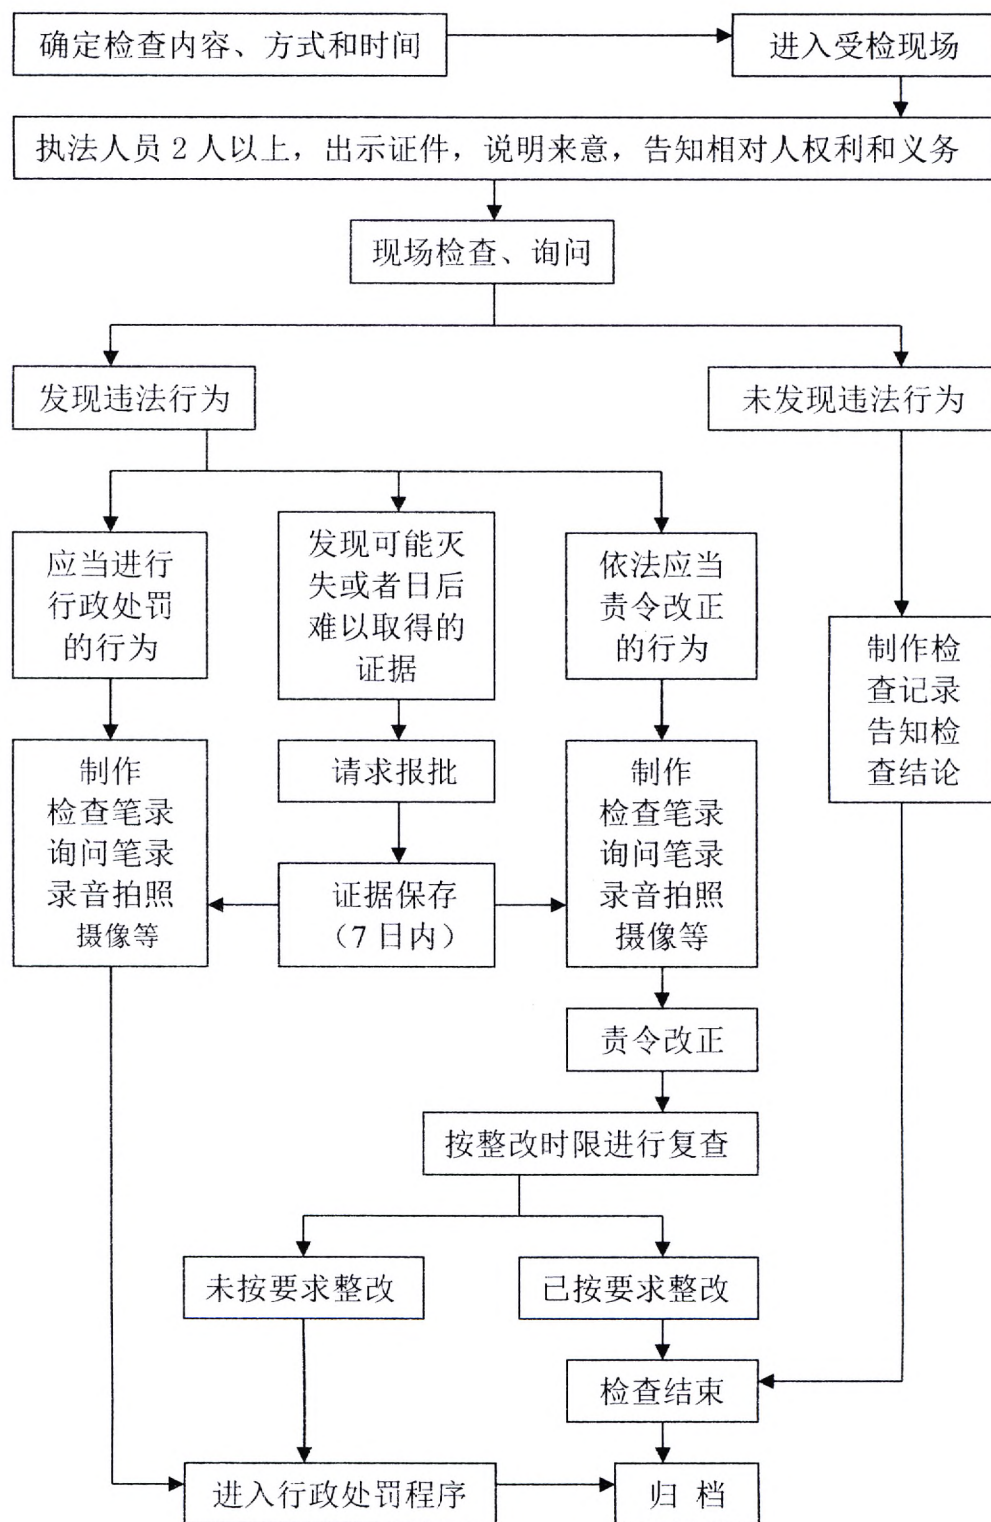 确定检查内容、方式和时间
进入受检现场
执法人员2人以上，出示证件，说明来意，告知相对人权利和义务
现场检查、询问
发现违法行为
未发现违法行为
应当进行
行政处罚
的行为
发现可能灭
失或者日后
难以取得的
证据
依法应当
责令改正
的行为
制作检
查记录
告知检
查结论
制作
检查笔录
询问笔录
录音拍照
摄像等
请求报批
证据保存
（7日内）
制作
检查笔录
询问笔录
录音拍照
摄像等
责令改正
按整改时限进行复查
未按要求整改
已按要求整改
检查结束
进入行政处罚程序
归 档